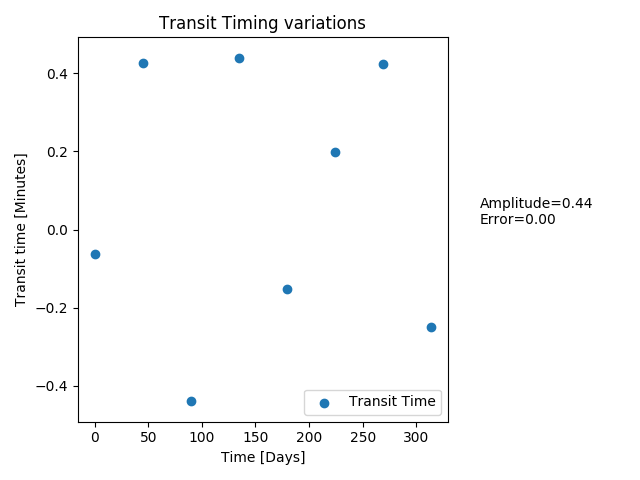 Transit Timing variations
Transit time [Minutes]
0.4
0.2
0.0
−0.2
−0.4
Amplitude=0.44
Error=0.00
Transit Time
0 50 100 150 200 250 300
Time [Days]